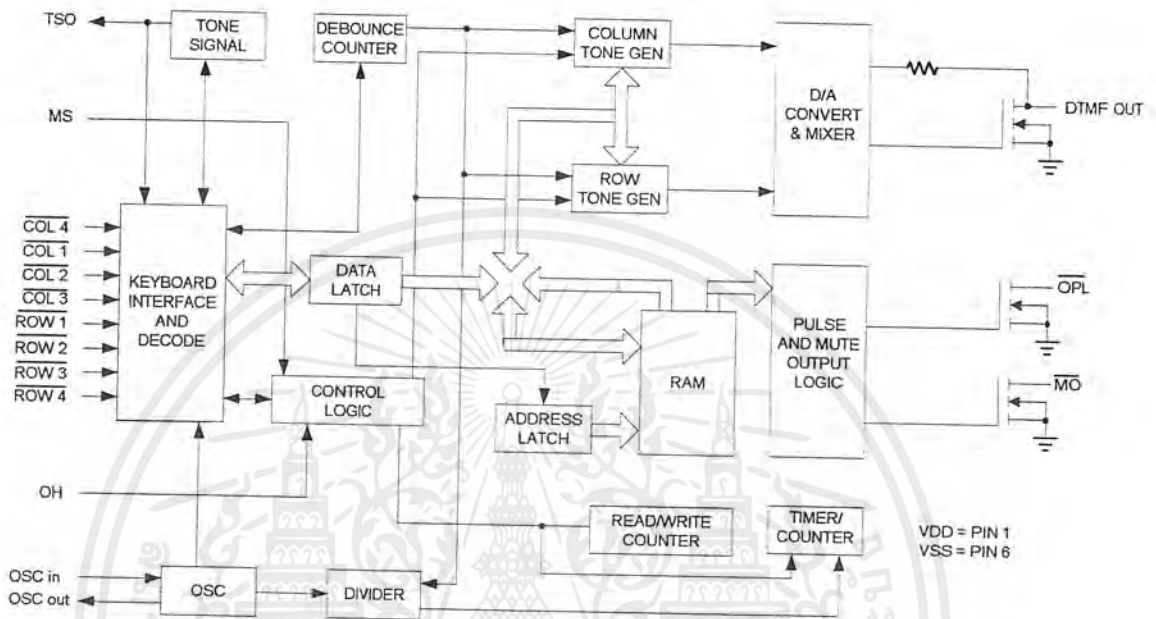 TSO
TONE
SIGNAL
DEBOUNCE
COUNTER
COLUMN
TONE GEN
D/A
CONVERT
& MIXER
DTMF OUT
MS
ROW
TONE GEN
COL 4
COL 1
COL 2
COL 3
ROW 1
ROW 2
ROW 3
ROW 4
KEYBOARD
INTERFACE
AND
DECODE
DATA
LATCH
CONTROL
LOGIC
ADDRESS
LATCH
RAM
PULSE
AND MUTE
OUTPUT
LOGIC
OPL
MO
OH
READ/WRITE
COUNTER
TIMER/
COUNTER
VDD = PIN 1
VSS = PIN 6
OSC in
OSC out
OSC
DIVIDER